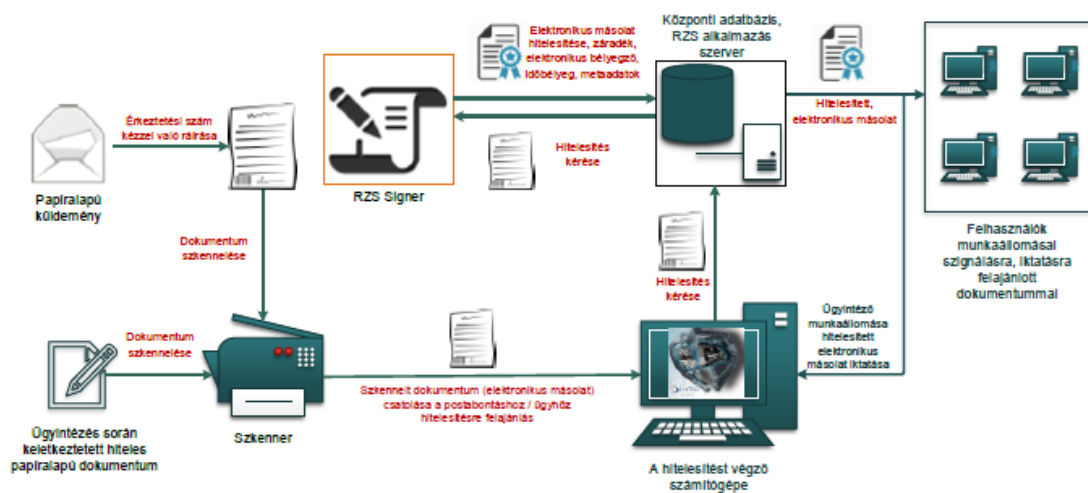 Elektronikus másolat
hitelesítése, záradék,
elektronikus bélyegző,
időbélyeg, metaadatok
Központi adatbázis,
RZS alkalmazás
szerver
Hitelesített,
elektronikus másolat
Érkeztetési szám
kézzel való ráírása
Hitelesítés
kérése
Papíralapú
küldemény
RZS Signer
Felhasználók
munkaállomásai
szignálásra, iktatásra
felajánlott
dokumentummal
Dokumentum
szkennelése
Hitelesítés
kérése
Ügyintéző
munkaállomása
hitelesített
elektronikus
másolat iktatása
Dokumentum
szkennelése
Szkennelt dokumentum (elektronikus másolat)
csatolása a postabontáshoz / ügyhöz
hitelesítésre felajánlás
Ügyintézés során
keletkeztetett hiteles
papíralapú dokumentum
Szkenner
A hitelesítést végző
számítógépe